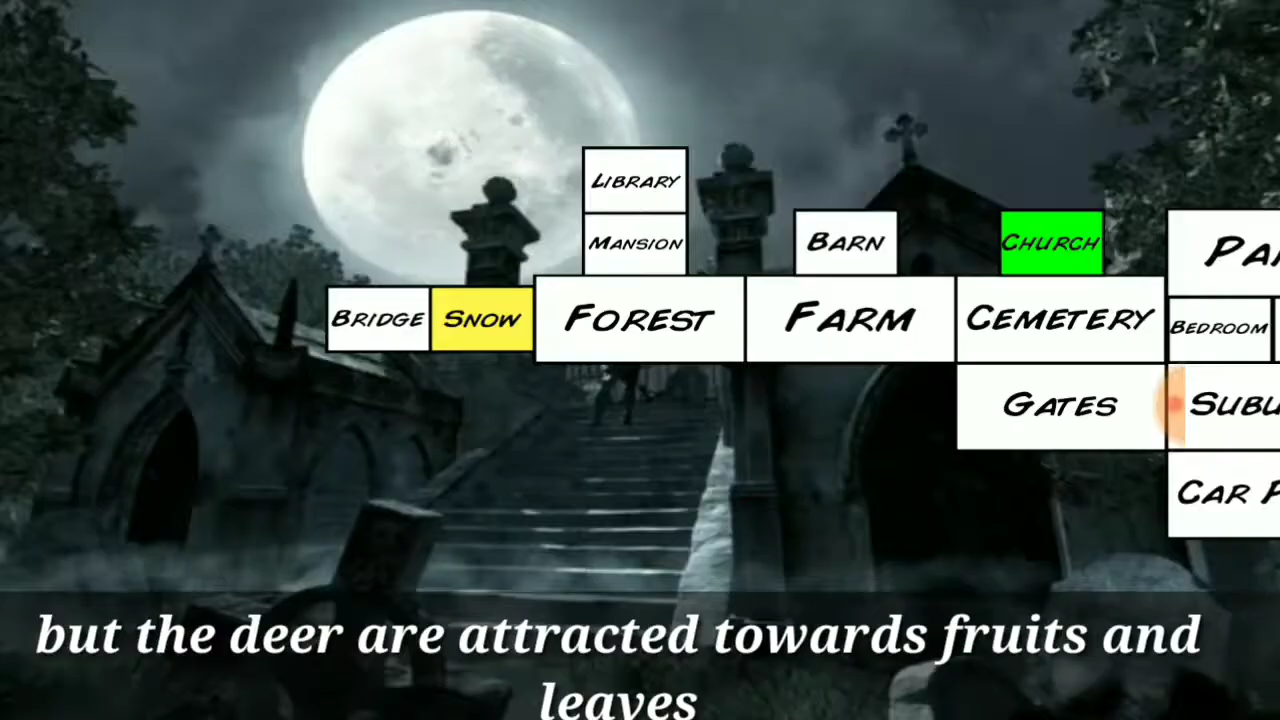 LIBRARY
MANSION
BARN
CHURCH
BRIDGE SNOW FOREST FARM CEMETERY
BEDROOM
GATES
but the deer are attracted towards fruits and
leaves